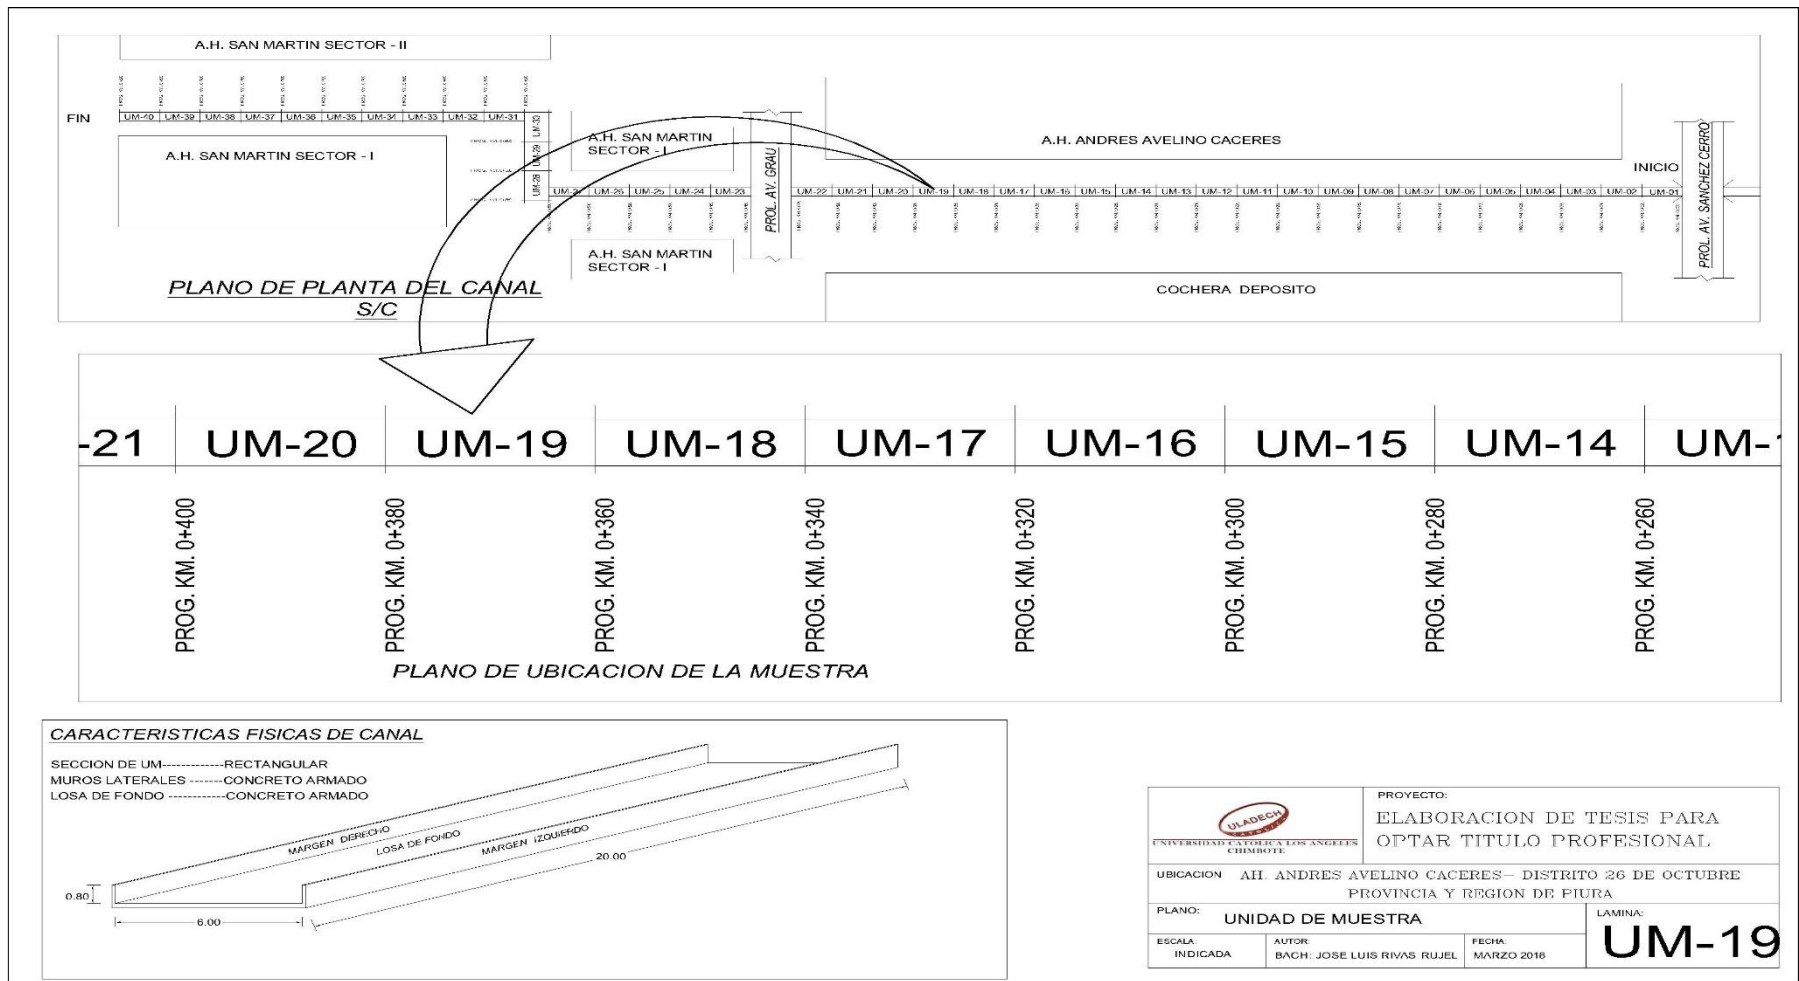 A.H. SAN MARTIN SECTOR - II
FIN
UM-40 UM-39 UM-38 UM-37 UM-36 UM-35 UM-34 UM-33 UM-32 UM-31
UM-30
UM-29
UM-28
A.H. SAN MARTIN SECTOR - I
A.H. SAN MARTIN
SECTOR - I
PROL. AV. GRAU
A.H. ANDRES AVELINO CACERES
INICIO
PROL. AV. SANCHEZ CERRO
UM-27 UM-26 UM-25 UM-24 UM-23 UM-22 UM-21 UM-20 UM-19 UM-18 UM-17 UM-16 UM-15 UM-14 UM-13 UM-12 UM-11 UM-10 UM-09 UM-08 UM-07 UM-06 UM-05 UM-04 UM-03 UM-02 UM-01
A.H. SAN MARTIN
SECTOR - I
COCHERA DEPOSITO
PLANO DE PLANTA DEL CANAL
S/C
-21 UM-20 UM-19 UM-18 UM-17 UM-16 UM-15 UM-14 UM-1
PROG. KM. 0+400
PROG. KM. 0+380
PROG. KM. 0+360
PROG. KM. 0+340
PROG. KM. 0+320
PROG. KM. 0+300
PROG. KM. 0+280
PROG. KM. 0+260
PLANO DE UBICACION DE LA MUESTRA
CARACTERISTICAS FISICAS DE CANAL
SECCION DE UM------------RECTANGULAR
MUROS LATERALES ------CONCRETO ARMADO
LOSA DE FONDO -----------CONCRETO ARMADO
MARGEN DERECHO
LOSA DE FONDO
MARGEN IZQUIERDO
20.00
0.80
6.00
ULADECH
CATOLICA
UNIVERSIDAD CATOLICA LOS ANGELES
CHIMBOTE
PROYECTO:
ELABORACION DE TESIS PARA
OPTAR TITULO PROFESIONAL
UBICACION AH. ANDRES AVELINO CACERES- DISTRITO 26 DE OCTUBRE
PROVINCIA Y REGION DE PIURA
PLANO: UNIDAD DE MUESTRA
LAMINA:
UM-19
ESCALA:
INDICADA
AUTOR:
BACH: JOSE LUIS RIVAS RUJEL
FECHA:
MARZO 2018